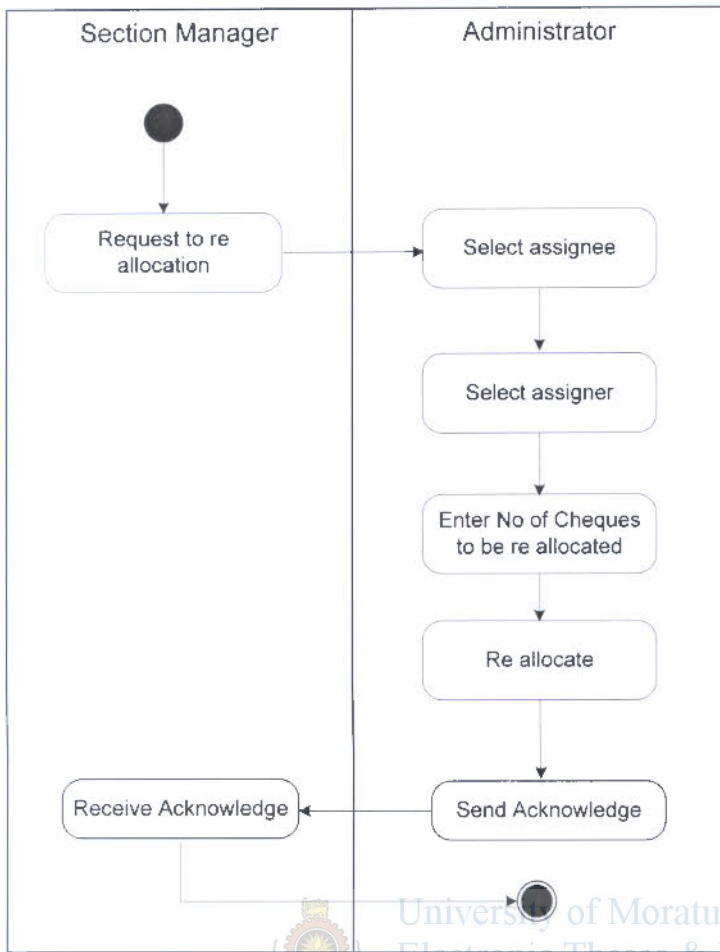 Section Manager
Administrator
Request to re
allocation
Select assignee
Select assigner
Enter No of Cheques
to be re allocated
Re allocate
Send Acknowledge
Receive Acknowledge
University of Moratu
Electronic Theses &